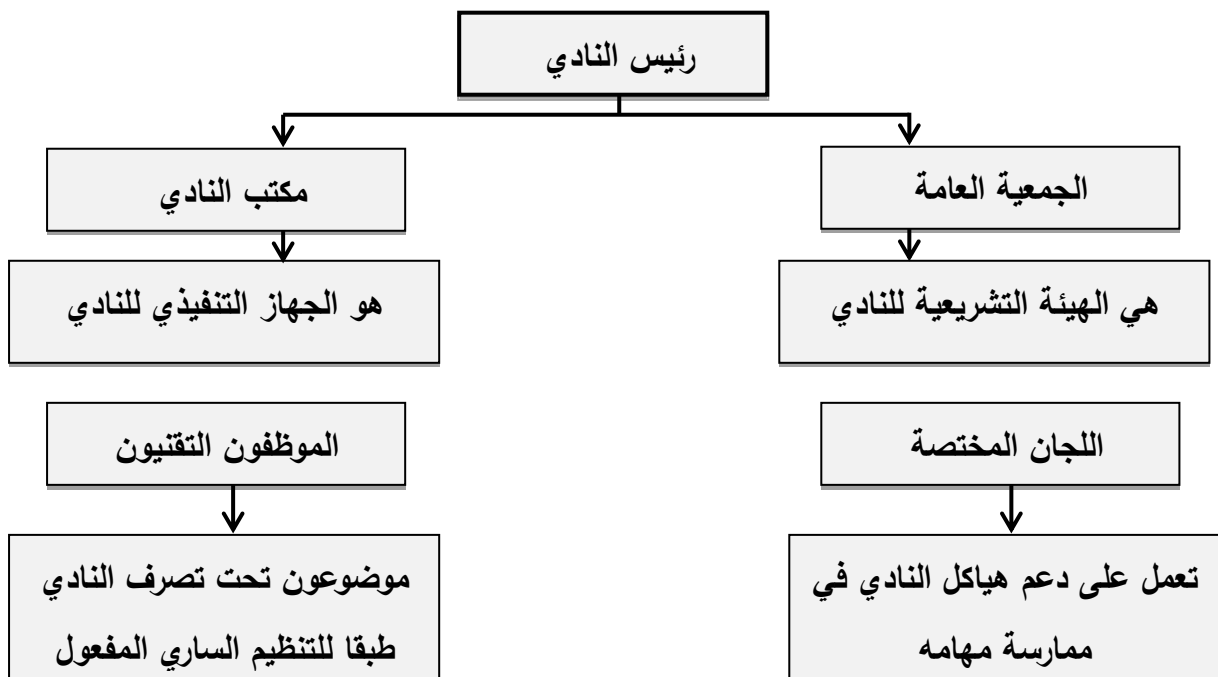 رئيس النادي
الجمعية العامة
مكتب النادي
هي الهيئة التشريعية للنادي
هو الجهاز التنفيذي للنادي
اللجان المختصة
الموظفون التقنيون
تعمل على دعم هياكل النادي في
ممارسة مهامه
موضوعون تحت تصرف النادي
طبقا للتنظيم الساري المفعول